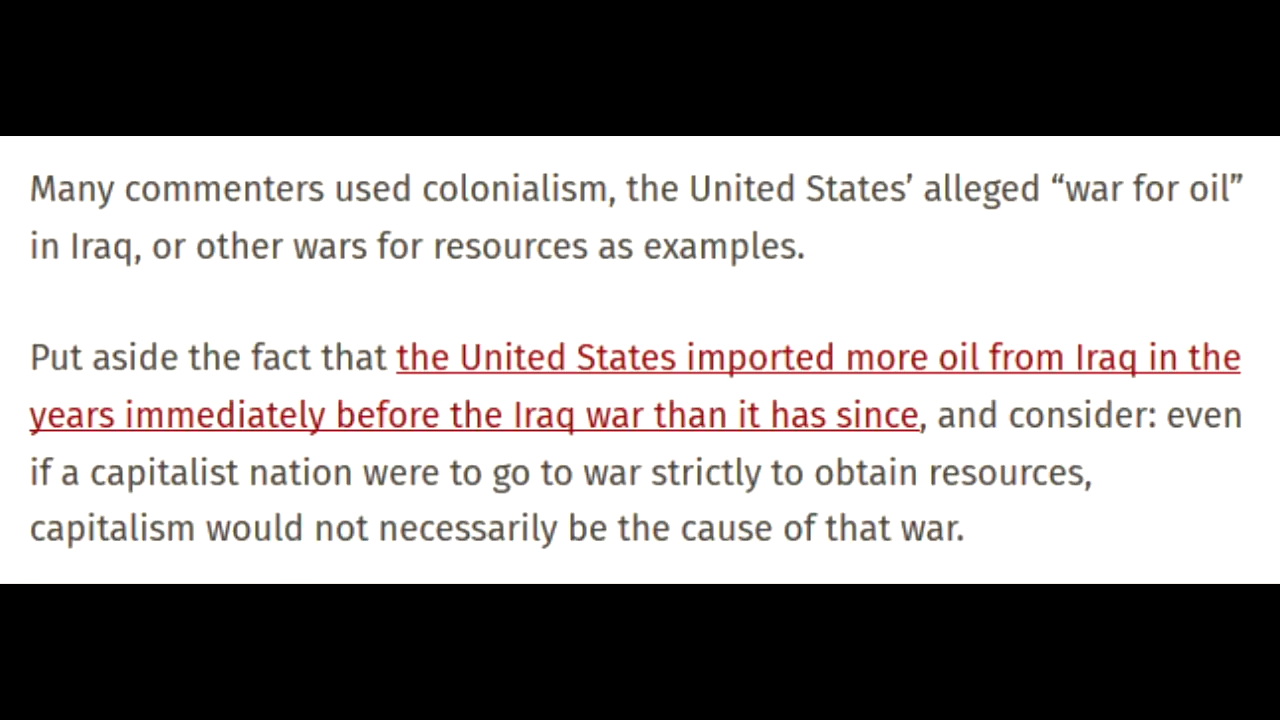 Many commenters used colonialism, the United States’ alleged “war for oil”
in Iraq, or other wars for resources as examples.
Put aside the fact that the United States imported more oil from Iraq in the
years immediately before the Iraq war than it has since, and consider: even
if a capitalist nation were to go to war strictly to obtain resources,
capitalism would not necessarily be the cause of that war.